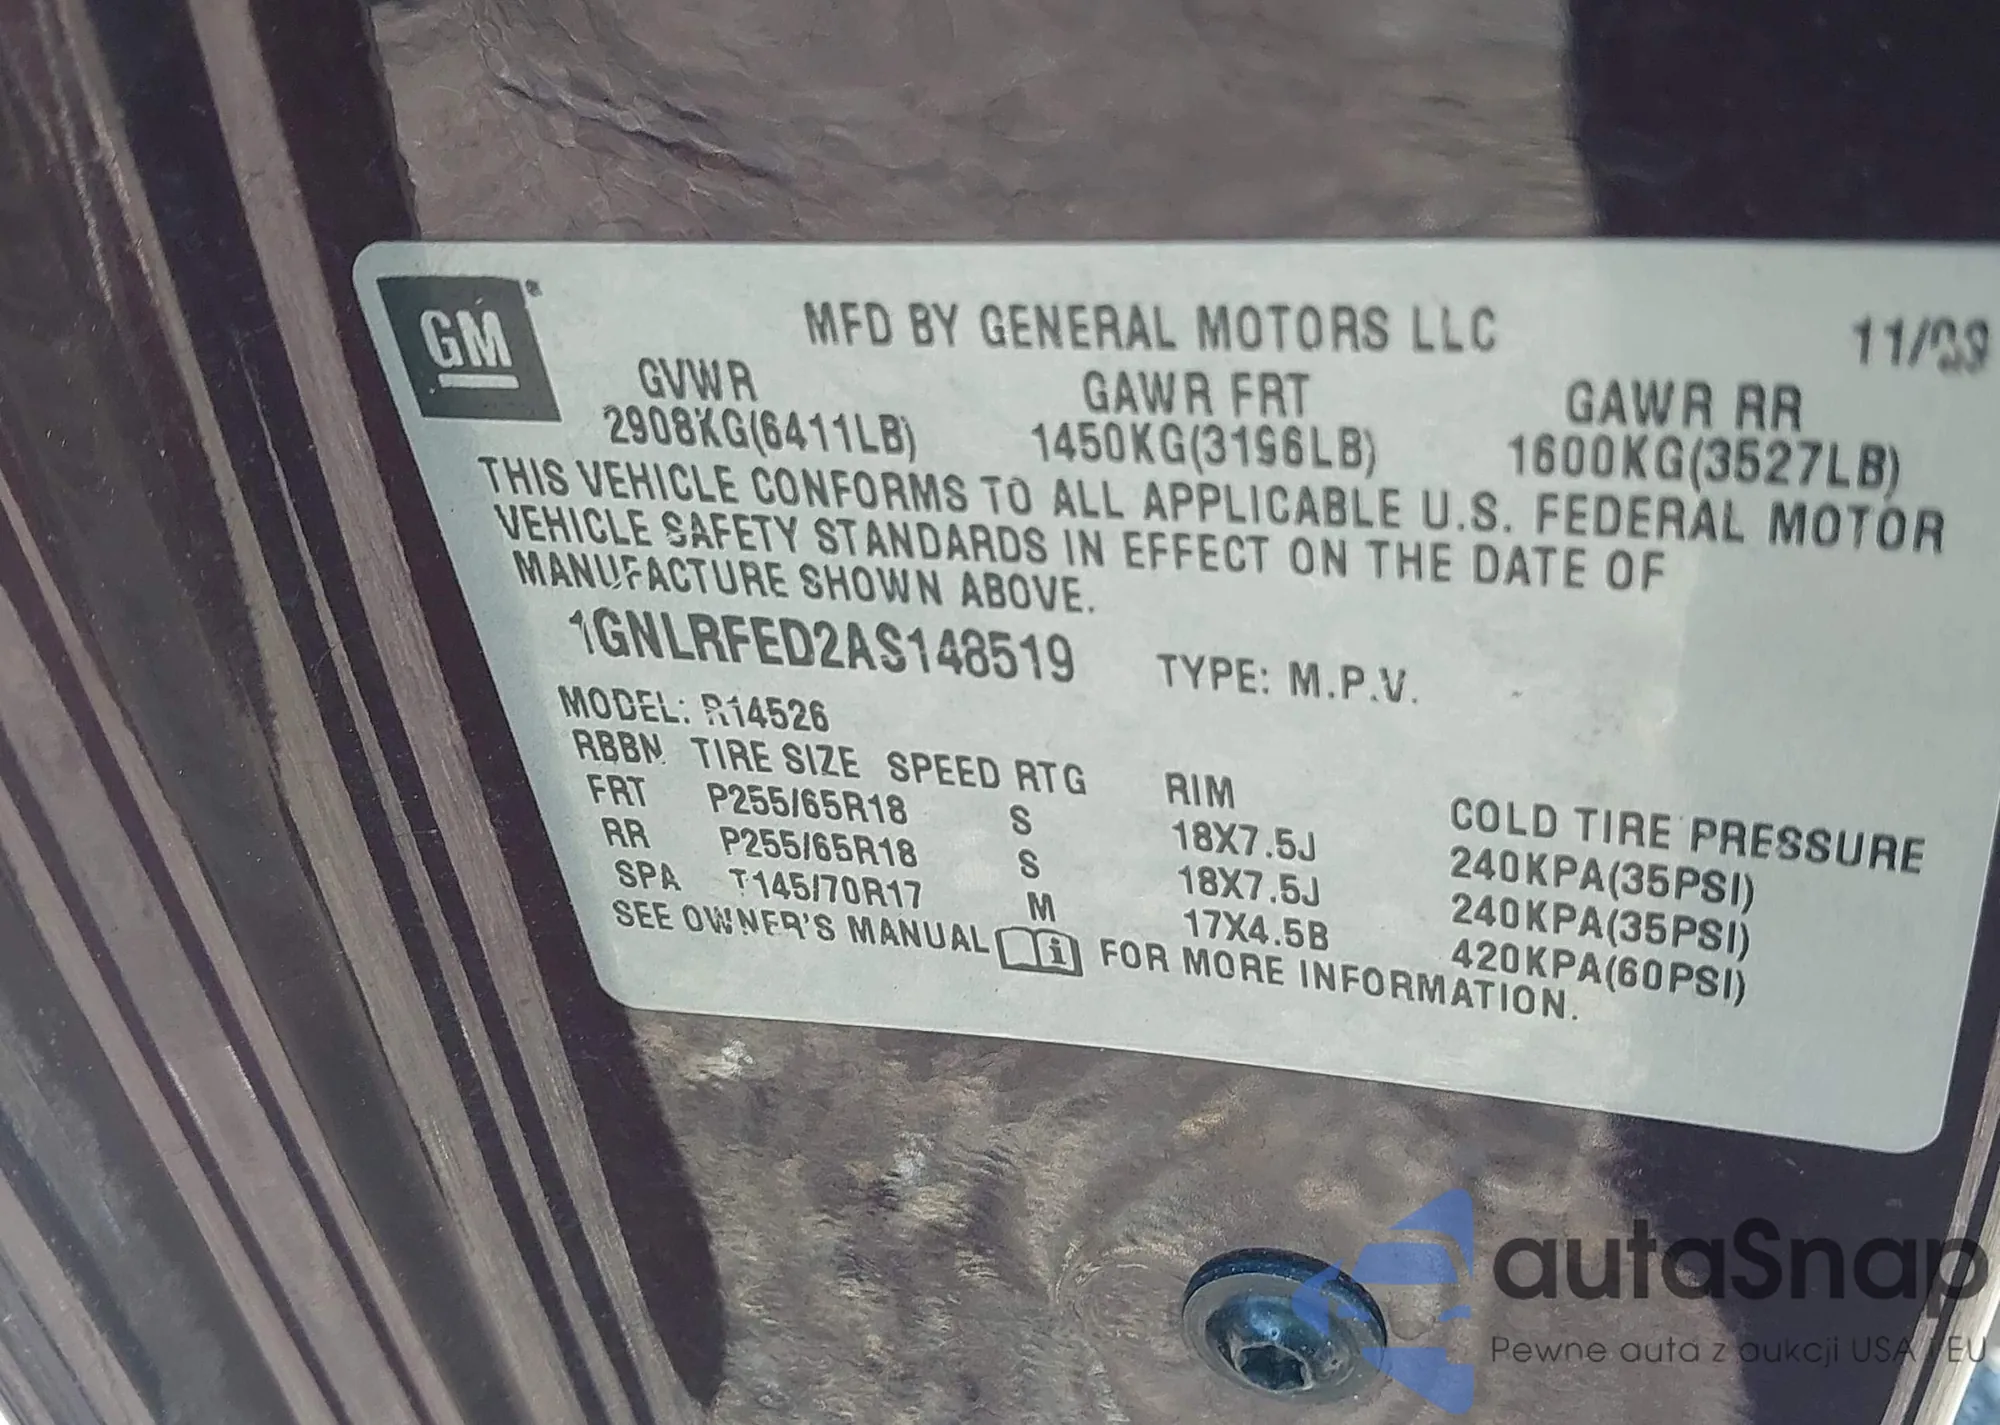 GM®
MFD BY GENERAL MOTORS LLC 11/09
GVWR GAWR FRT GAWR RR
2908KG(6411LB) 1450KG(3196LB) 1600KG(3527LB)
THIS VEHICLE CONFORMS TO ALL APPLICABLE U.S. FEDERAL MOTOR
VEHICLE SAFETY STANDARDS IN EFFECT ON THE DATE OF
MANUFACTURE SHOWN ABOVE.
1GNLRFED2AS148519 TYPE: M.P.V.
MODEL: R14526
RBBN TIRE SIZE SPEED RTG RIM COLD TIRE PRESSURE
FRT P255/65R18 S 18X7.5J 240KPA(35PSI)
RR P255/65R18 S 18X7.5J 240KPA(35PSI)
SPA T145/70R17 M 17X4.5B 420KPA(60PSI)
SEE OWNER'S MANUAL i FOR MORE INFORMATION.
autaSnap
Pewne auta z aukcji USA i EU